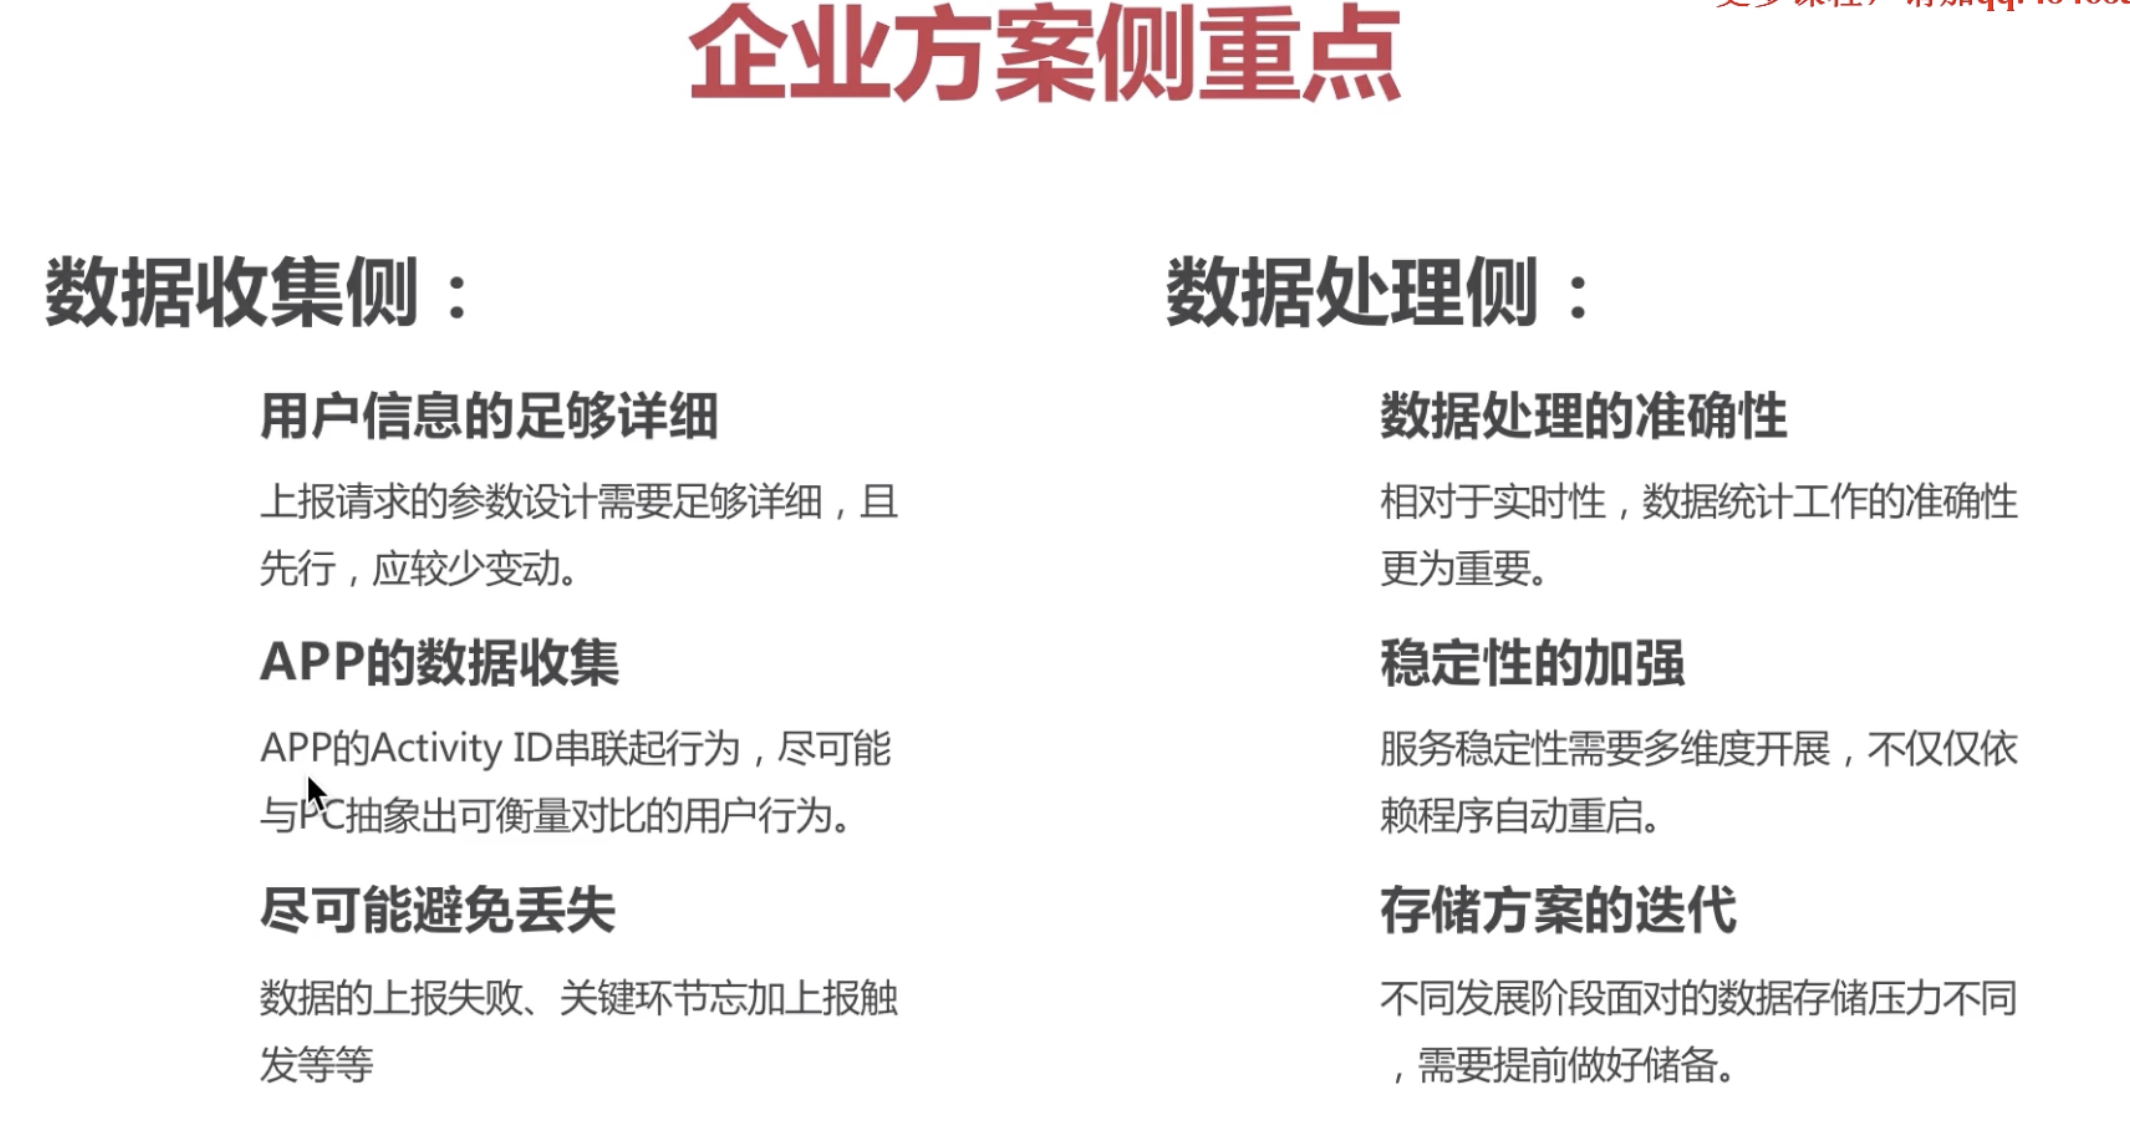 企业方案侧重点
数据收集侧：
用户信息的足够详细
上报请求的参数设计需要足够详细，且
先行，应较少变动。
APP的数据收集
APP的Activity ID串联起行为，尽可能
与PC抽象出可衡量对比的用户行为。
尽可能避免丢失
数据的上报失败、关键环节忘加上报触
发等等
数据处理侧：
数据处理的准确性
相对于实时性，数据统计工作的准确性
更为重要。
稳定性的加强
服务稳定性需要多维度开展，不仅仅依
赖程序自动重启。
存储方案的迭代
不同发展阶段面对的数据存储压力不同
，需要提前做好储备。